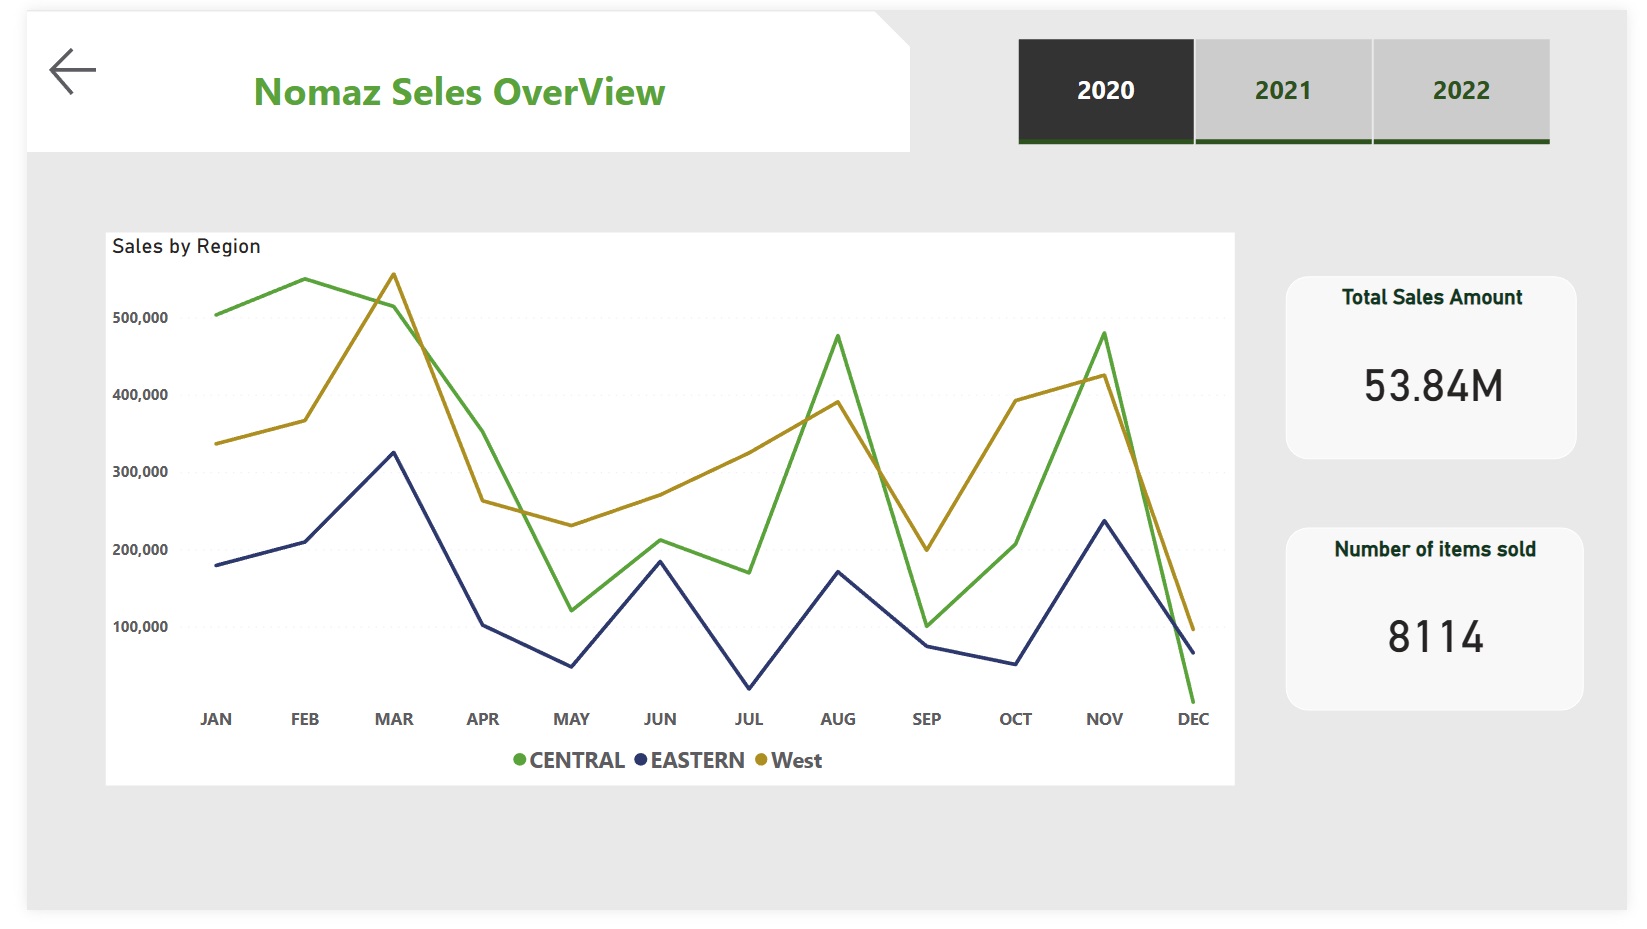 Nomaz Seles OverView
2020 2021 2022
Sales by Region
500,000
400,000
300,000
200,000
100,000
JAN FEB MAR APR MAY JUN JUL AUG SEP OCT NOV DEC
CENTRAL EASTERN West
Total Sales Amount
53.84M
Number of items sold
8114